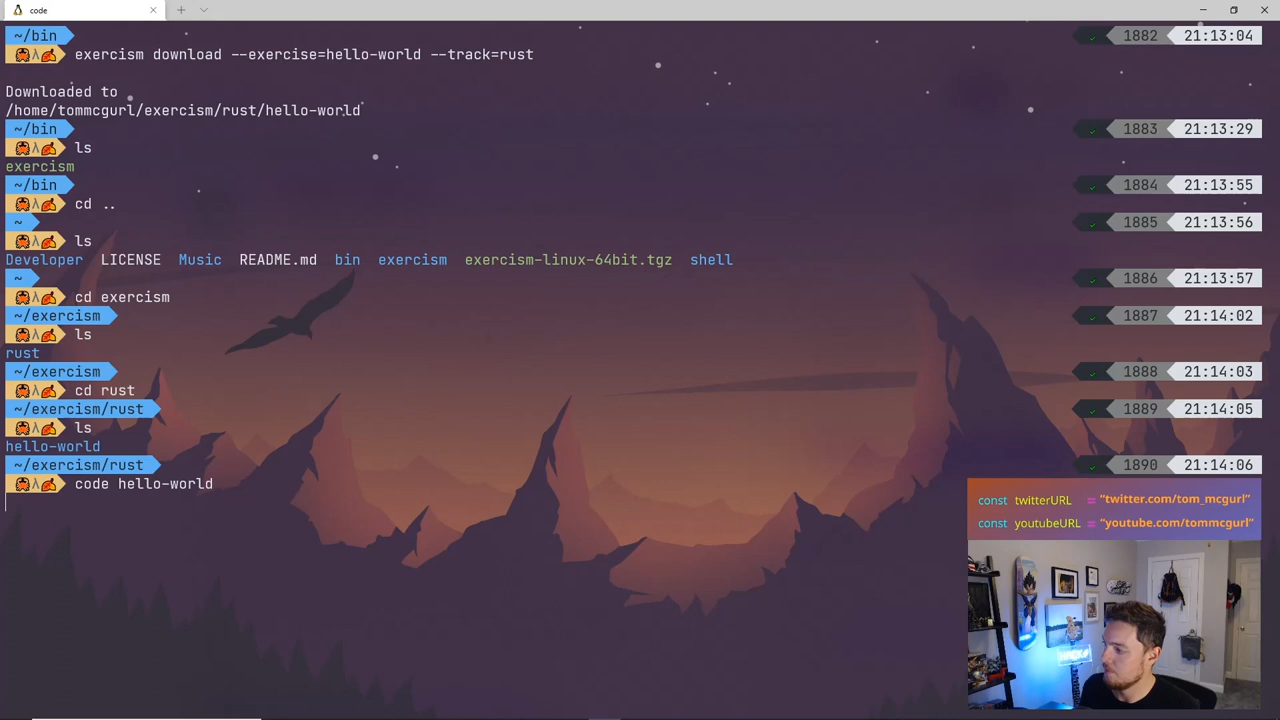 code
~/bin 1882 21:13:04
λ exercism download --exercise=hello-world --track=rust
Downloaded to
/home/tommcgurl/exercism/rust/hello-world
~/bin 1883 21:13:29
λ ls
exercism
~/bin 1884 21:13:55
λ cd ..
~ 1885 21:13:56
λ ls
Developer LICENSE Music README.md bin exercism exercism-linux-64bit.tgz shell
~ 1886 21:13:57
λ cd exercism
~/exercism 1887 21:14:02
λ ls
rust
~/exercism 1888 21:14:03
λ cd rust
~/exercism/rust 1889 21:14:05
λ ls
hello-world
~/exercism/rust 1890 21:14:06
λ code hello-world
const twitterURL = "twitter.com/tom_mcgurl"
const youtubeURL = "youtube.com/tommcgurl"